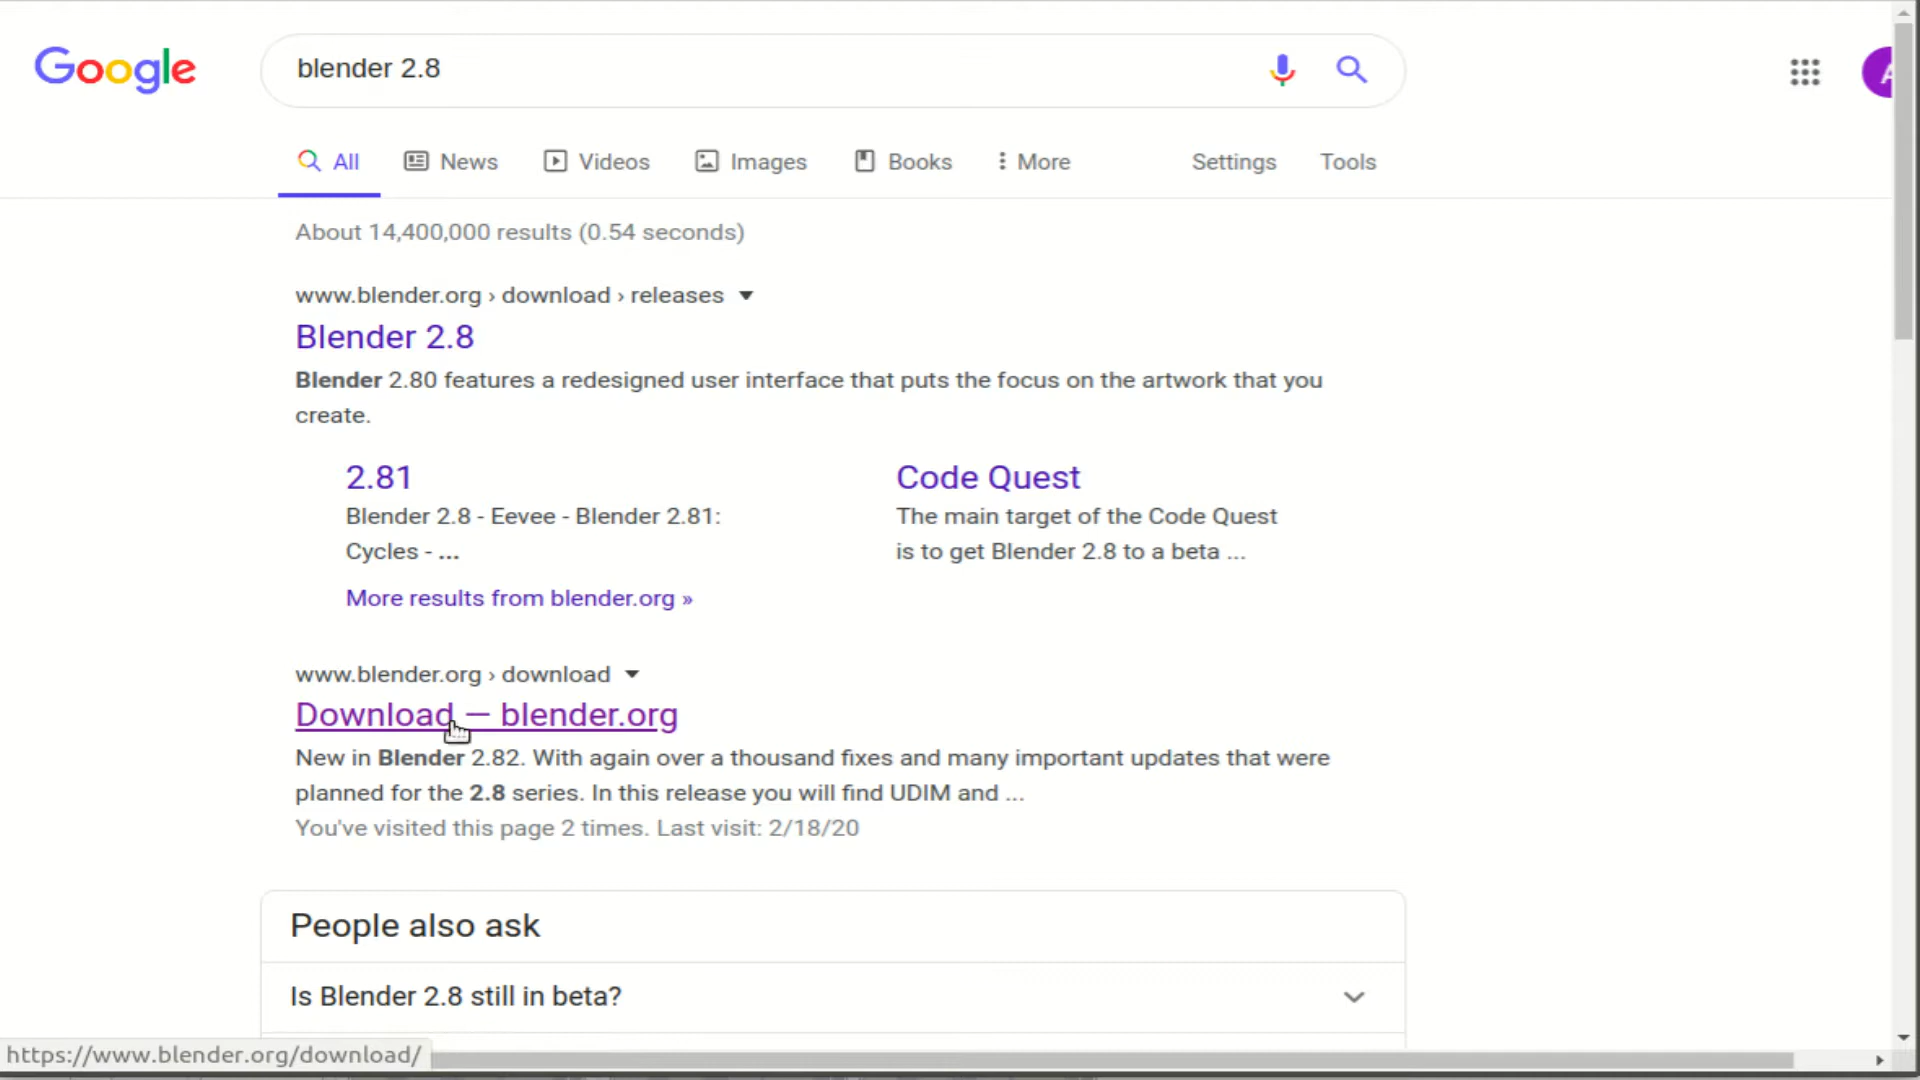 Google
blender 2.8
All News Videos Images Books More Settings Tools
About 14,400,000 results (0.54 seconds)
www.blender.org › download › releases
Blender 2.8
Blender 2.80 features a redesigned user interface that puts the focus on the artwork that you
create.
2.81
Blender 2.8 - Eevee - Blender 2.81:
Cycles - ...
Code Quest
The main target of the Code Quest
is to get Blender 2.8 to a beta ...
More results from blender.org »
www.blender.org › download
Download — blender.org
New in Blender 2.82. With again over a thousand fixes and many important updates that were
planned for the 2.8 series. In this release you will find UDIM and ...
You've visited this page 2 times. Last visit: 2/18/20
People also ask
Is Blender 2.8 still in beta?
https://www.blender.org/download/